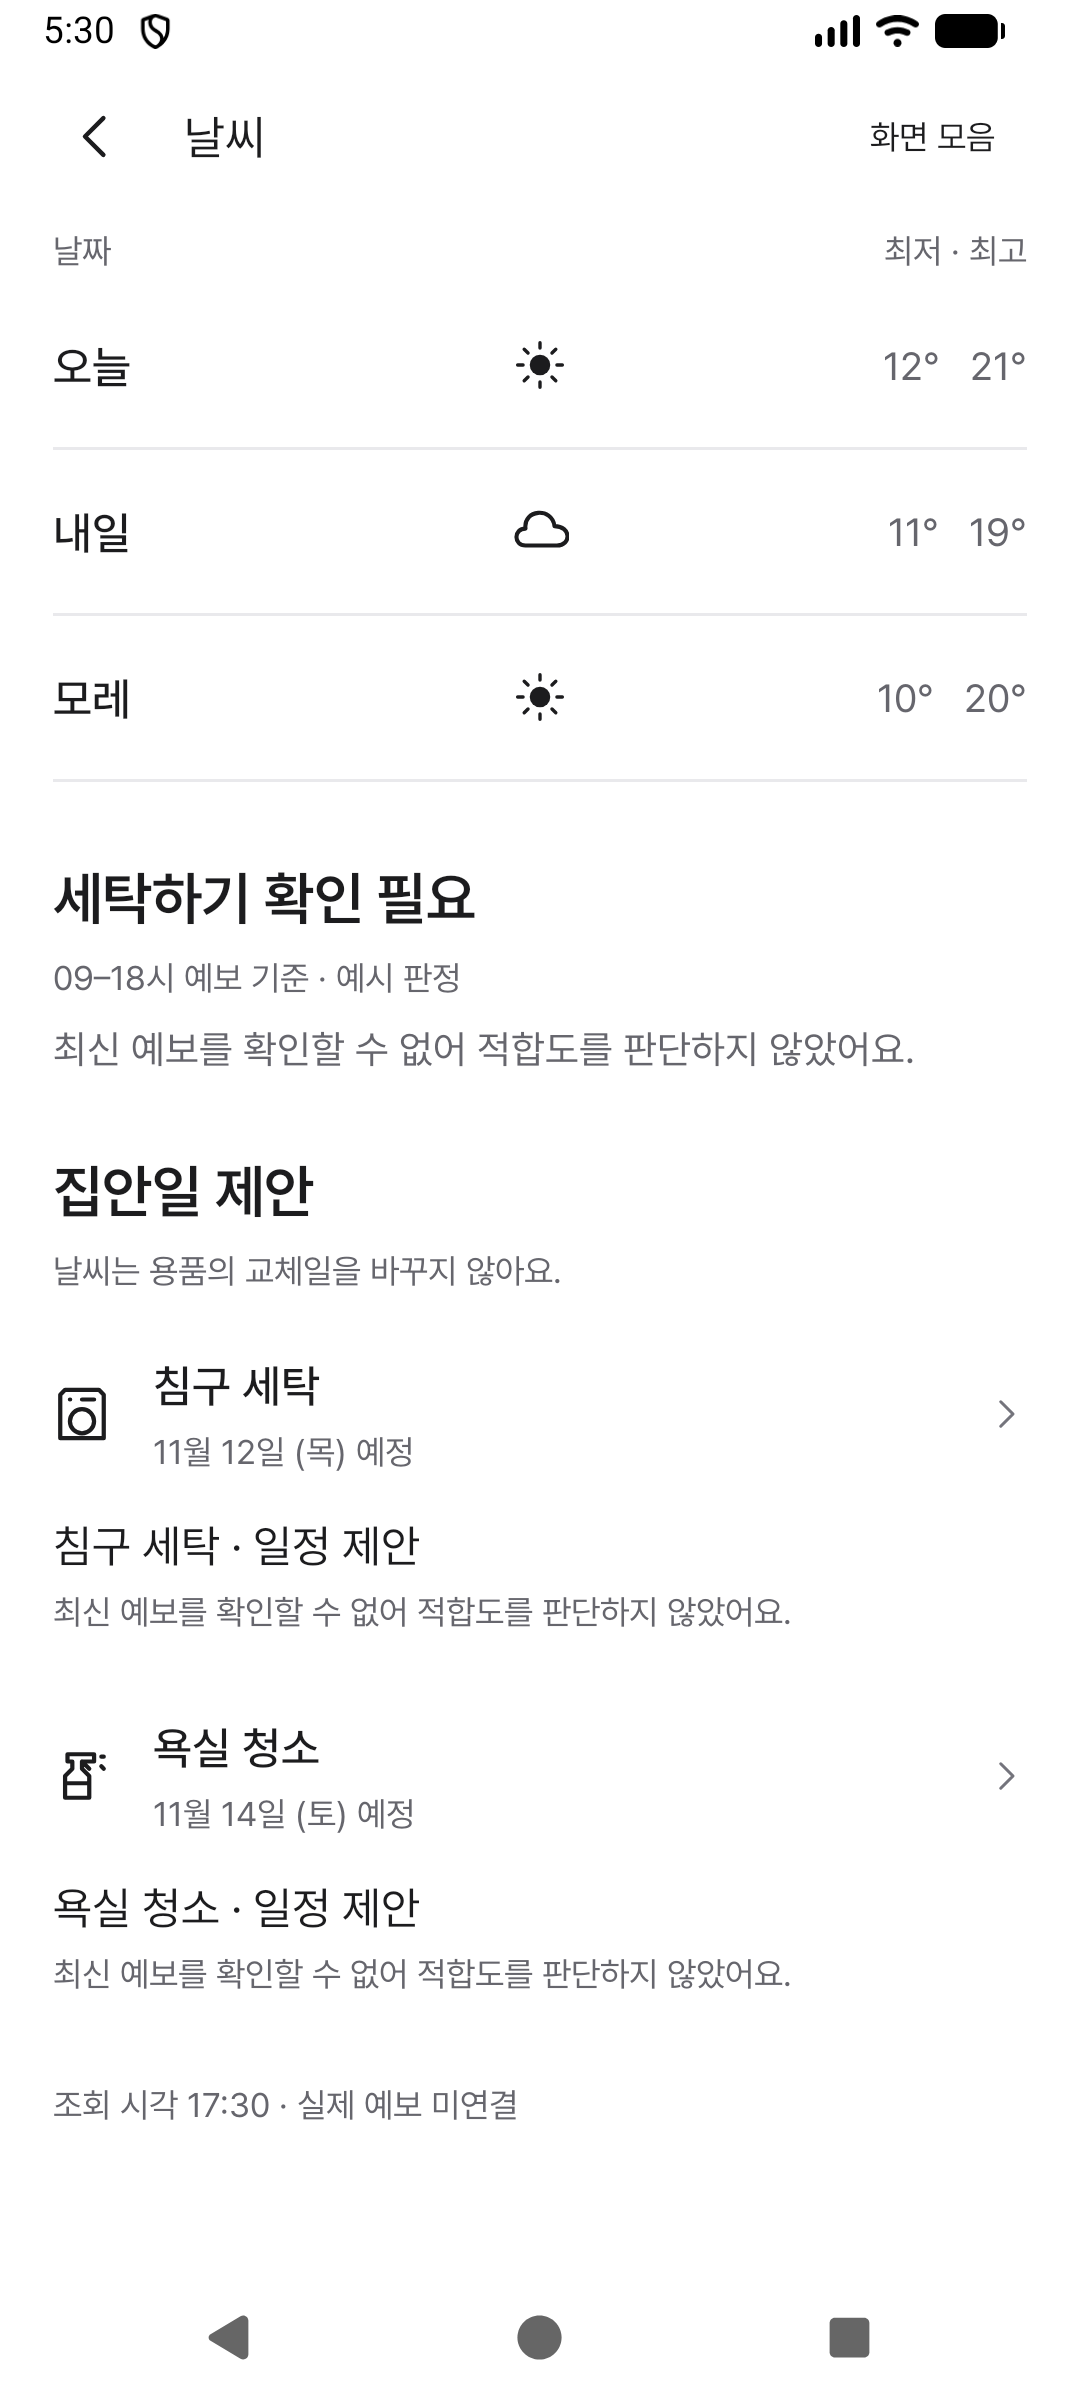 5:30
날씨
화면 모음
날짜
최저 · 최고
오늘
12° 21°
내일
11° 19°
모레
10° 20°
세탁하기 확인 필요
09–18시 예보 기준 · 예시 판정
최신 예보를 확인할 수 없어 적합도를 판단하지 않았어요.
집안일 제안
날씨는 용품의 교체일을 바꾸지 않아요.
침구 세탁
11월 12일 (목) 예정
침구 세탁 · 일정 제안
최신 예보를 확인할 수 없어 적합도를 판단하지 않았어요.
욕실 청소
11월 14일 (토) 예정
욕실 청소 · 일정 제안
최신 예보를 확인할 수 없어 적합도를 판단하지 않았어요.
조회 시각 17:30 · 실제 예보 미연결